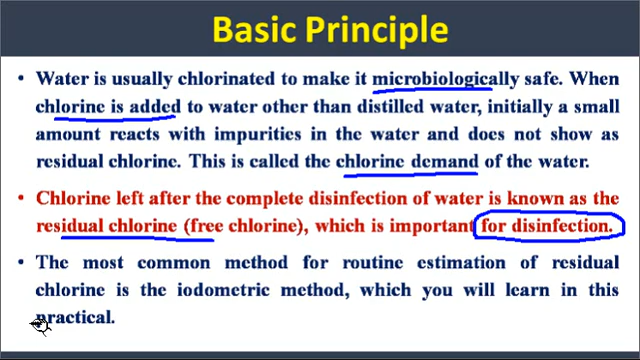 Basic Principle
• Water is usually chlorinated to make it microbiologically safe. When
chlorine is added to water other than distilled water, initially a small
amount reacts with impurities in the water and does not show as
residual chlorine. This is called the chlorine demand of the water.
• Chlorine left after the complete disinfection of water is known as the
residual chlorine (free chlorine), which is important for disinfection.
• The most common method for routine estimation of residual
chlorine is the iodometric method, which you will learn in this
practical.